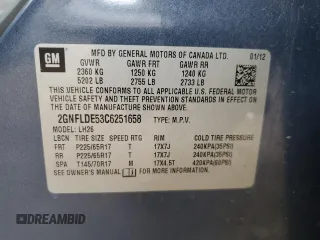 GM
MFD BY GENERAL MOTORS OF CANADA LTD. 01/12
GVWR GAWR FRT GAWR RR
2360 KG 1250 KG 1240 KG
5202 LB 2755 LB 2733 LB
THIS VEHICLE CONFORMS TO ALL APPLICABLE U.S. FEDERAL MOTOR
VEHICLE SAFETY, BUMPER, AND THEFT PREVENTION STANDARDS IN
EFFECT ON THE DATE OF MANUFACTURE SHOWN ABOVE.
2GNFLDE53C6251658 TYPE: M.P.V.
MODEL: LH26
LBCN TIRE SIZE SPEED RTG RIM COLD TIRE PRESSURE
FRT P225/65R17 T 17X7J 240KPA(35PSI)
RR P225/65R17 T 17X7J 240KPA(35PSI)
SPA T145/70R17 M 17X4.5T 420KPA(60PSI)
SEE OWNER'S MANUAL FOR ADDITIONAL INFORMATION.
DREAMBID